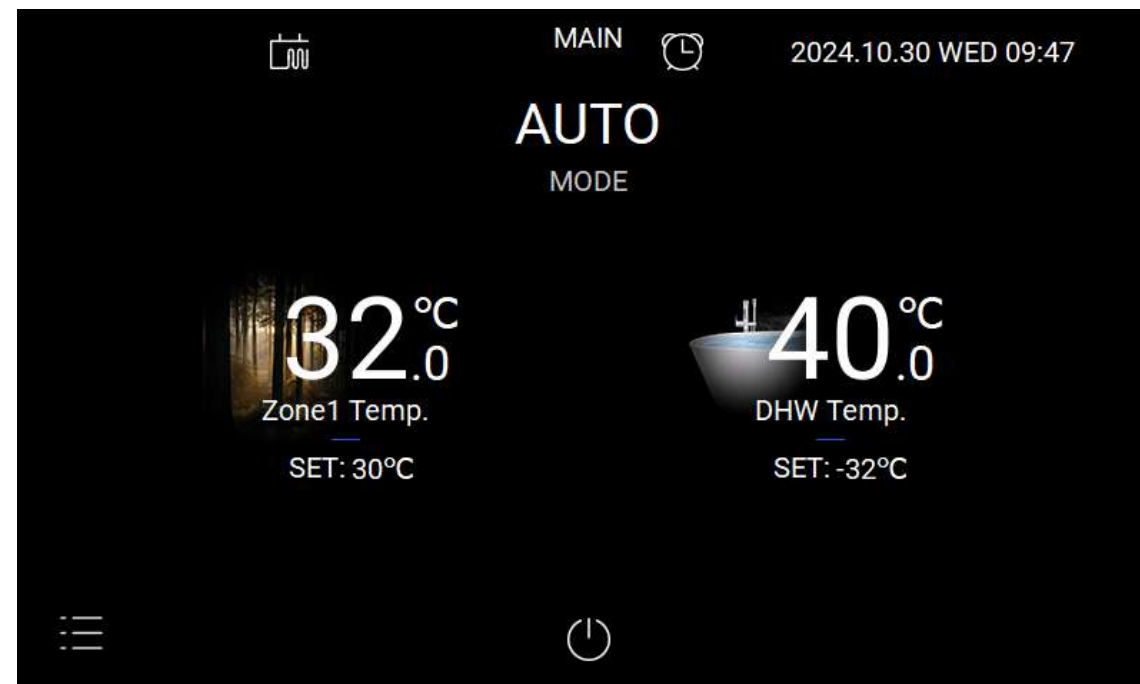 MAIN
2024.10.30 WED 09:47
AUTO
MODE
32.0℃
40.0℃
Zone1 Temp.
DHW Temp.
SET: 30℃
SET: -32℃